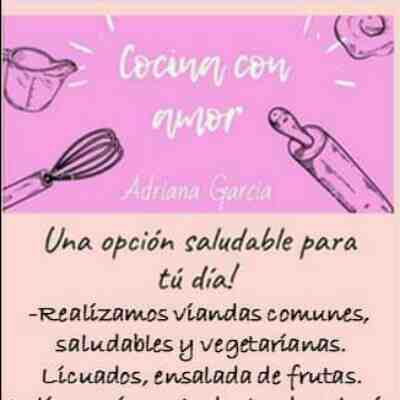 Cocina con
amor
Adriana Garcia
Una opción saludable para
tú día!
-Realizamos viandas comunes,
saludables y vegetarianas.
Licuados, ensalada de frutas.